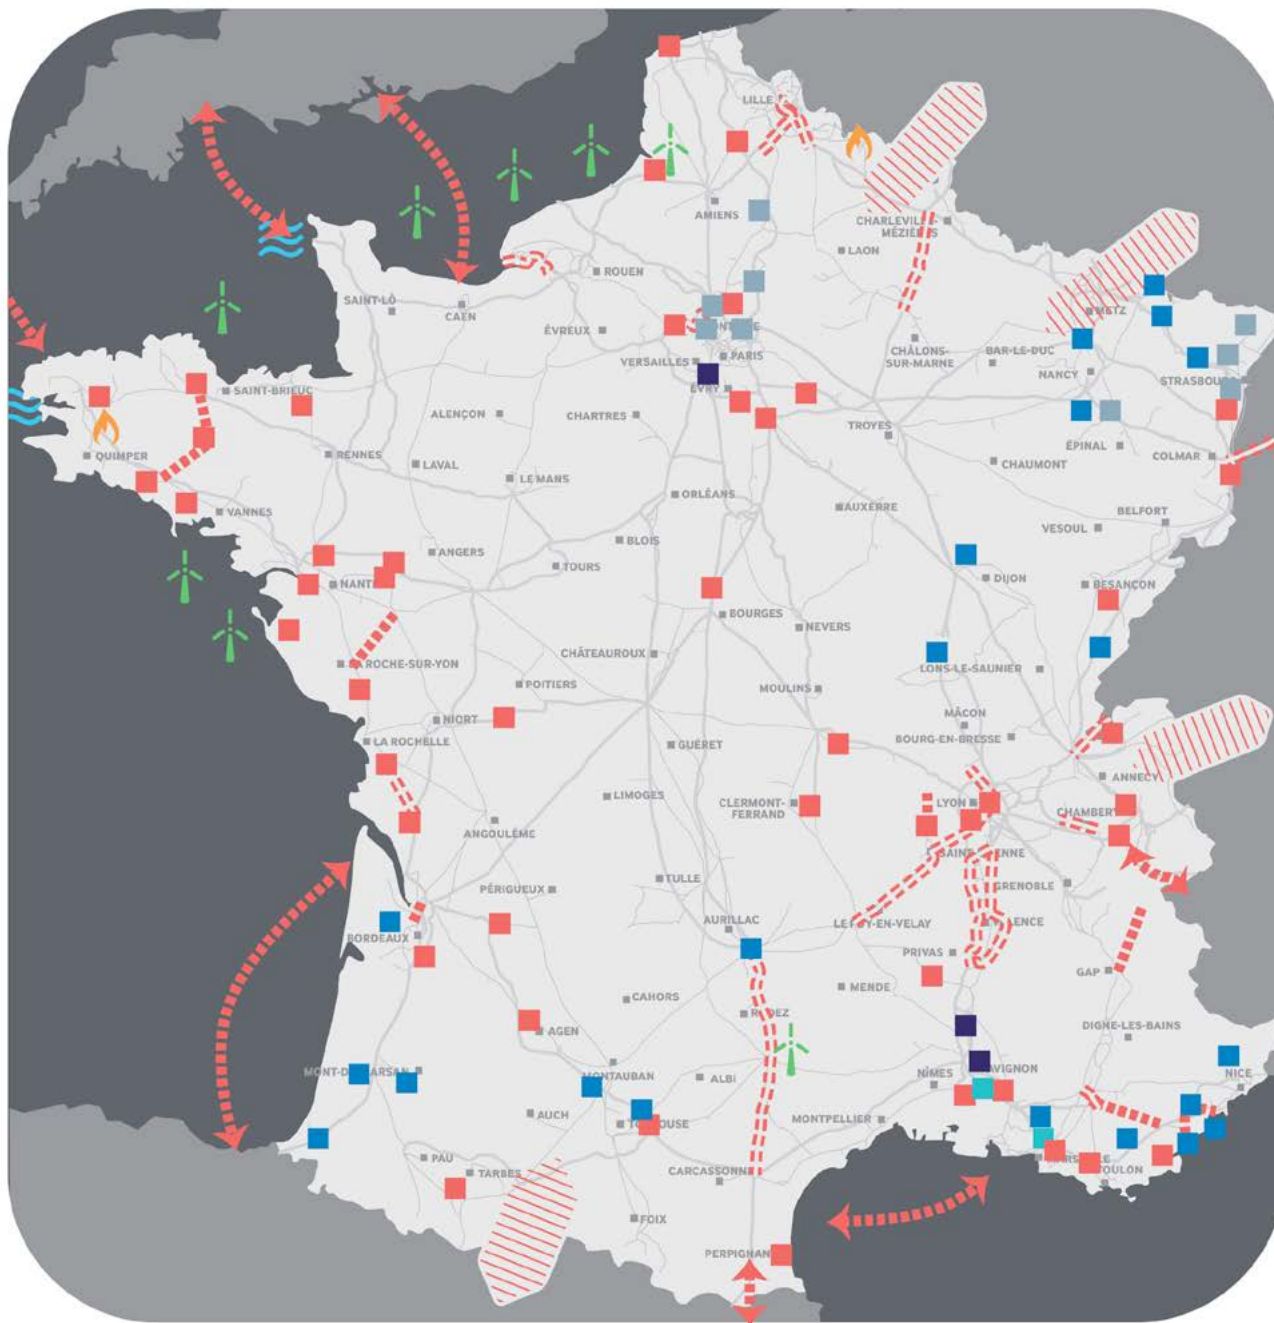 LILLE
AMIENS
CHARLEVILLE-
MÉZIÈRES
LAON
ROUEN
SAINT-LÔ
CAEN
METZ
ÉVREUX
CHÂLONS-
SUR-MARNE
BAR-LE-DUC
VERSAILLES
PARIS
NANCY
ÉVRY
SAINT-BRIEUC
ALENÇON
CHARTRES
TROYES
ÉPINAL
QUIMPER
RENNES
LAVAL
CHAUMONT
COLMAR
LE MANS
ORLÉANS
AUXERRE
VANNES
BELFORT
VESOUL
BLOIS
ANGERS
TOURS
DIJON
BESANÇON
BOURGES
NEVERS
CHÂTEAUROUX
LA ROCHE-SUR-YON
LONS-LE-SAUNIER
POITIERS
MOULINS
MÂCON
NIORT
BOURG-EN-BRESSE
LA ROCHELLE
GUÉRET
ANNECY
LIMOGES
CLERMONT-
FERRAND
LYON
CHAMBERY
ANGOULÊME
TULLE
GRENOBLE
PÉRIGUEUX
AURILLAC
BORDEAUX
PRIVAS
GAP
MENDE
CAHORS
AGEN
DIGNE-LES-BAINS
NÎMES
NICE
ALBi
AUCH
MONTPELLIER
PAU
TARBES
TOULON
FOIX
PERPIGNAN